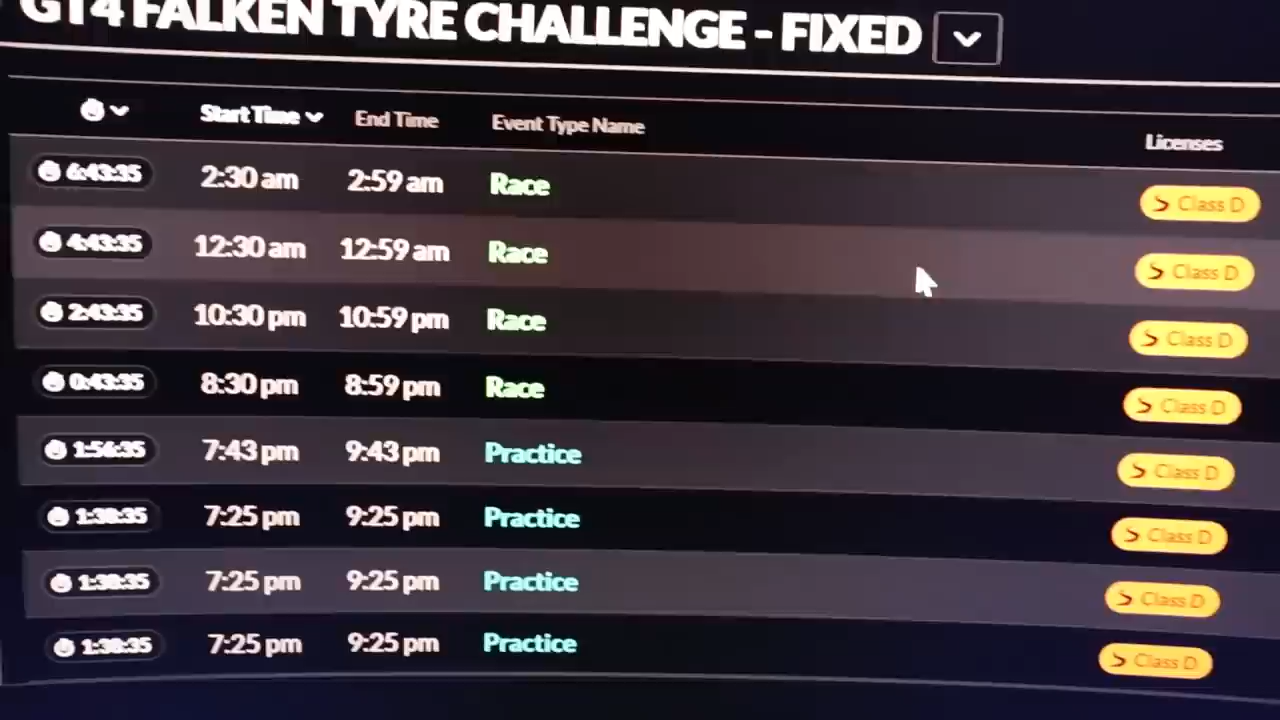 GT4 FALKEN TYRE CHALLENGE - FIXED
Start Time End Time Event Type Name Licenses
6:43:35 2:30 am 2:59 am Race Class D
4:43:35 12:30 am 12:59 am Race Class D
2:43:35 10:30 pm 10:59 pm Race Class D
0:43:35 8:30 pm 8:59 pm Race Class D
1:56:35 7:43 pm 9:43 pm Practice Class D
1:38:35 7:25 pm 9:25 pm Practice Class D
1:38:35 7:25 pm 9:25 pm Practice Class D
1:38:35 7:25 pm 9:25 pm Practice Class D